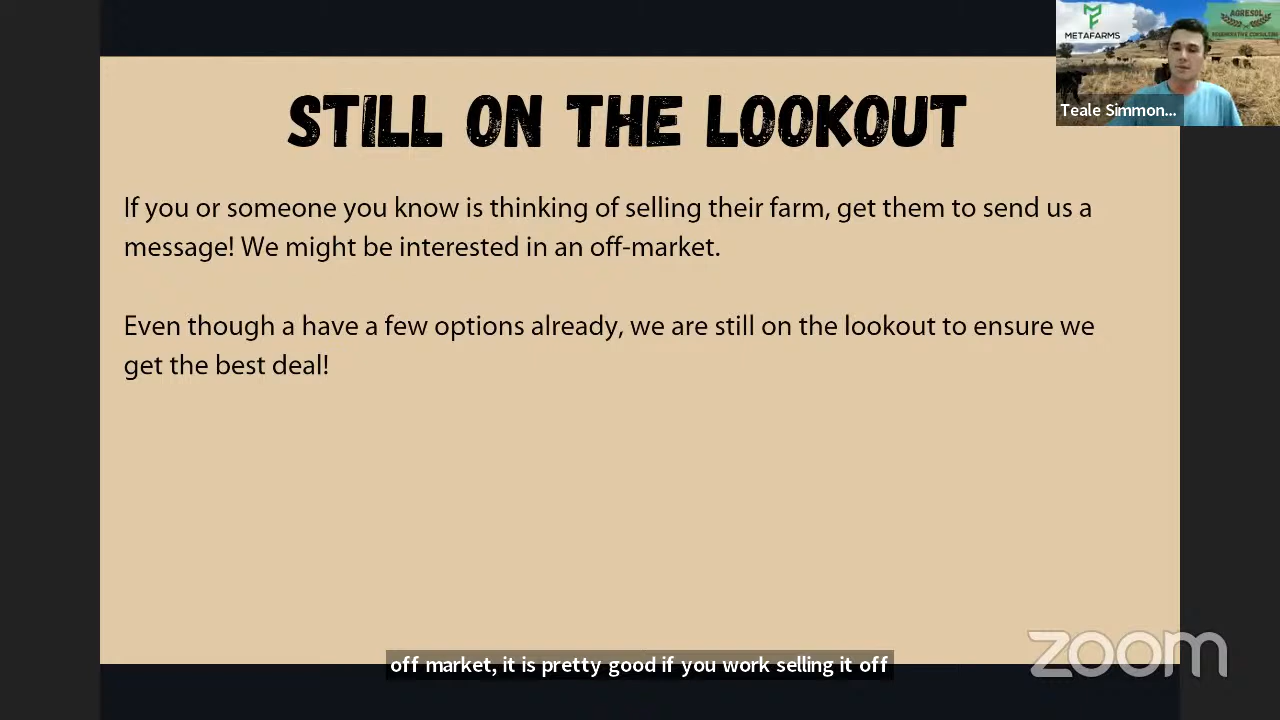 METAFARMS
AGRESOL
REGENERATIVE CONSULTING
Teale Simmon...
STILL ON THE LOOKOUT
If you or someone you know is thinking of selling their farm, get them to send us a
message! We might be interested in an off-market.
Even though a have a few options already, we are still on the lookout to ensure we
get the best deal!
zoom
off market, it is pretty good if you work selling it off